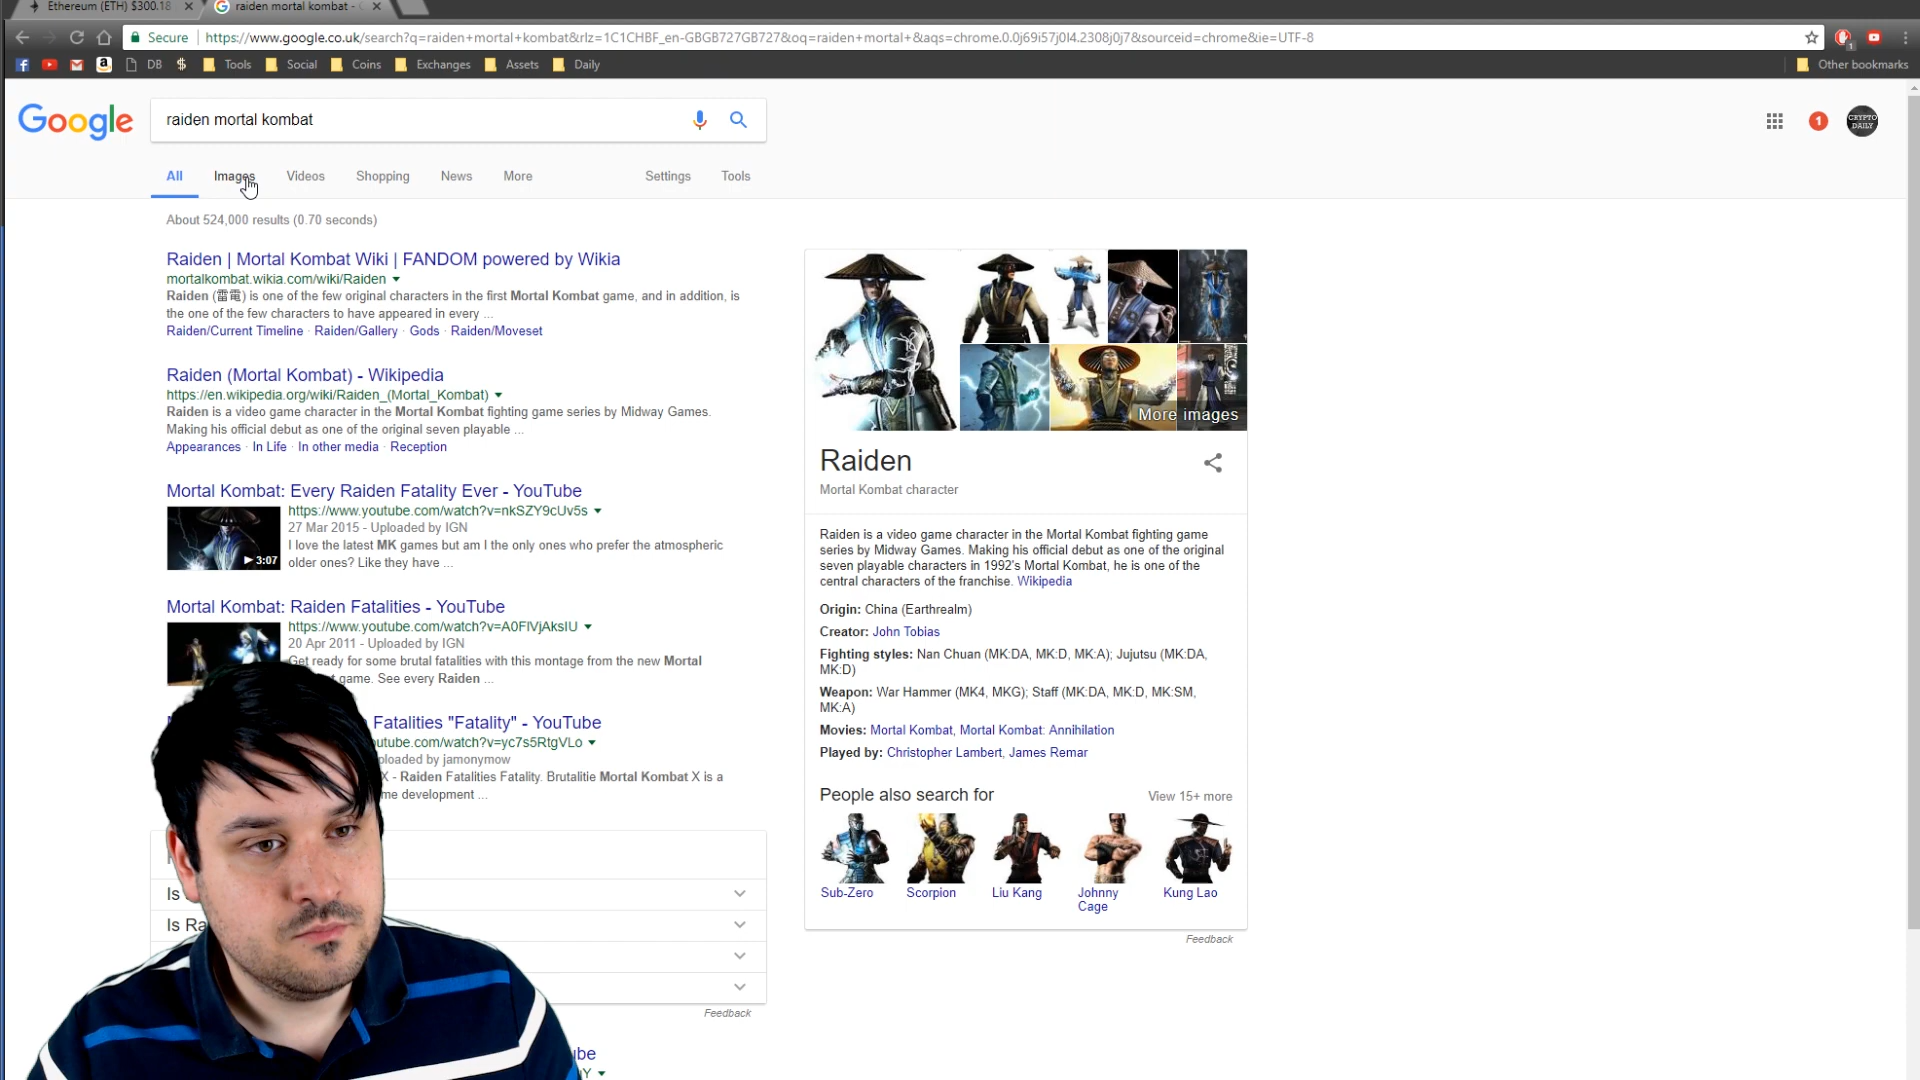 Ethereum (ETH) $300.18
raiden mortal kombat -
Secure
https://www.google.co.uk/search?q=raiden+mortal+kombat&rlz=1C1CHBF_en-GBGB727GB727&oq=raiden+mortal+&aqs=chrome.0.0j69i57j0l4.2308j0j7&sourceid=chrome&ie=UTF-8
DB
Tools
Social
Coins
Exchanges
Assets
Daily
Other bookmarks
Google
raiden mortal kombat
1
CRYPTO DAILY
All
Images
Videos
Shopping
News
More
Settings
Tools
About 524,000 results (0.70 seconds)
Raiden | Mortal Kombat Wiki | FANDOM powered by Wikia
mortalkombat.wikia.com/wiki/Raiden
Raiden (雷電) is one of the few original characters in the first Mortal Kombat game, and in addition, is
the one of the few characters to have appeared in every ...
Raiden/Current Timeline · Raiden/Gallery · Gods · Raiden/Moveset
Raiden (Mortal Kombat) - Wikipedia
https://en.wikipedia.org/wiki/Raiden_(Mortal_Kombat)
Raiden is a video game character in the Mortal Kombat fighting game series by Midway Games.
Making his official debut as one of the original seven playable ...
Appearances · In Life · In other media · Reception
Mortal Kombat: Every Raiden Fatality Ever - YouTube
https://www.youtube.com/watch?v=nkSZY9cUv5s
27 Mar 2015 - Uploaded by IGN
I love the latest MK games but am I the only ones who prefer the atmospheric
older ones? Like they have ...
3:07
Mortal Kombat: Raiden Fatalities - YouTube
https://www.youtube.com/watch?v=A0FlVjAksIU
20 Apr 2011 - Uploaded by IGN
Get ready for some brutal fatalities with this montage from the new Mortal
game. See every Raiden ...
Fatalities "Fatality" - YouTube
utube.com/watch?v=yc7s5RtgVLo
ploaded by jamonymow
X - Raiden Fatalities Fatality. Brutalitie Mortal Kombat X is a
me development ...
Is
Is Ra
Feedback
be
More images
Raiden
Mortal Kombat character
Raiden is a video game character in the Mortal Kombat fighting game
series by Midway Games. Making his official debut as one of the original
seven playable characters in 1992's Mortal Kombat, he is one of the
central characters of the franchise. Wikipedia
Origin: China (Earthrealm)
Creator: John Tobias
Fighting styles: Nan Chuan (MK:DA, MK:D, MK:A); Jujutsu (MK:DA,
MK:D)
Weapon: War Hammer (MK4, MKG); Staff (MK:DA, MK:D, MK:SM,
MK:A)
Movies: Mortal Kombat, Mortal Kombat: Annihilation
Played by: Christopher Lambert, James Remar
People also search for
View 15+ more
Sub-Zero
Scorpion
Liu Kang
Johnny
Cage
Kung Lao
Feedback